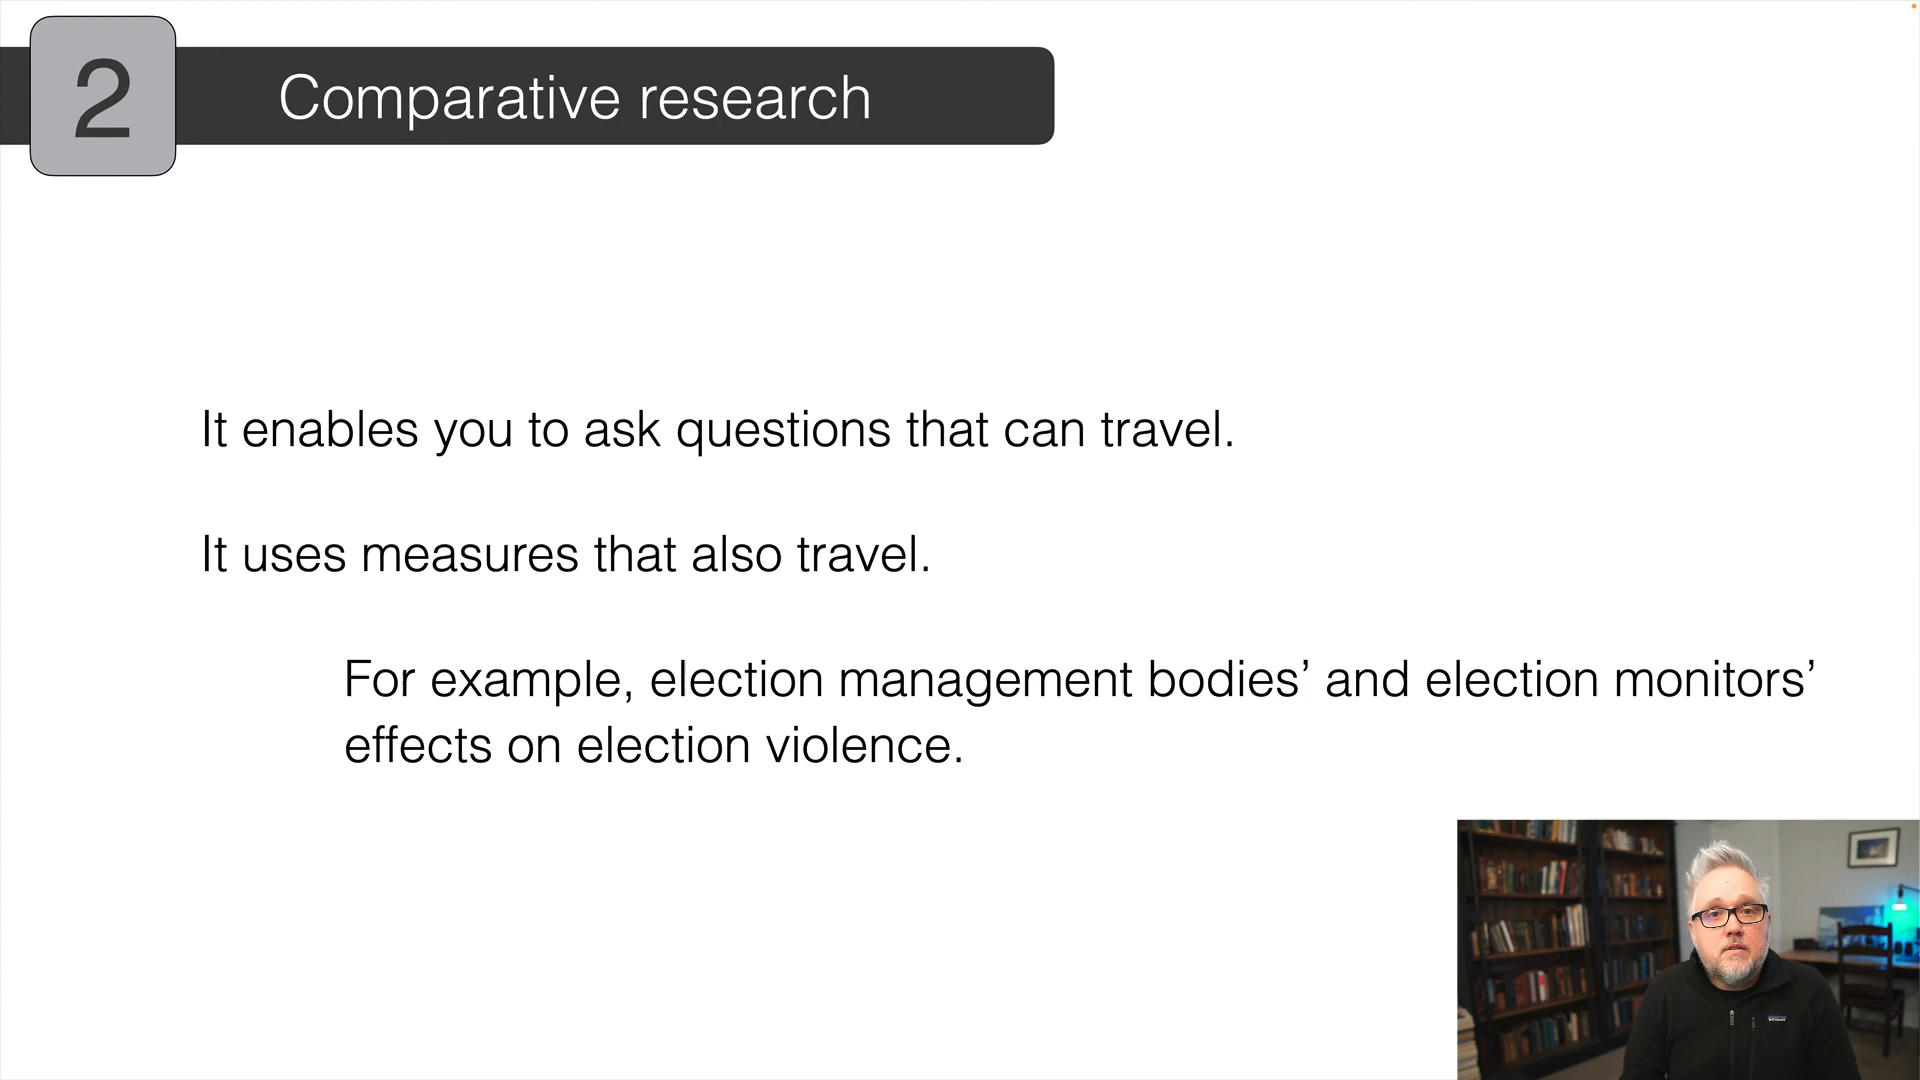 2
Comparative research
It enables you to ask questions that can travel.
It uses measures that also travel.
For example, election management bodies’ and election monitors’
effects on election violence.